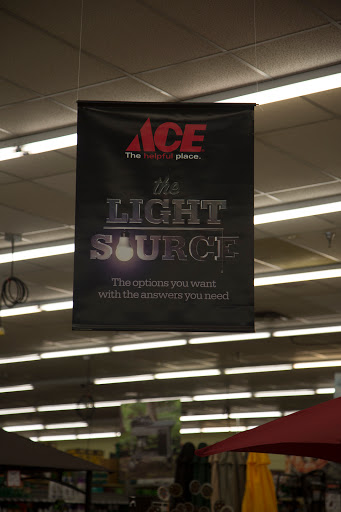 ACE
The helpful place.
the
LIGHT
SOURCE
The options you want
with the answers you need